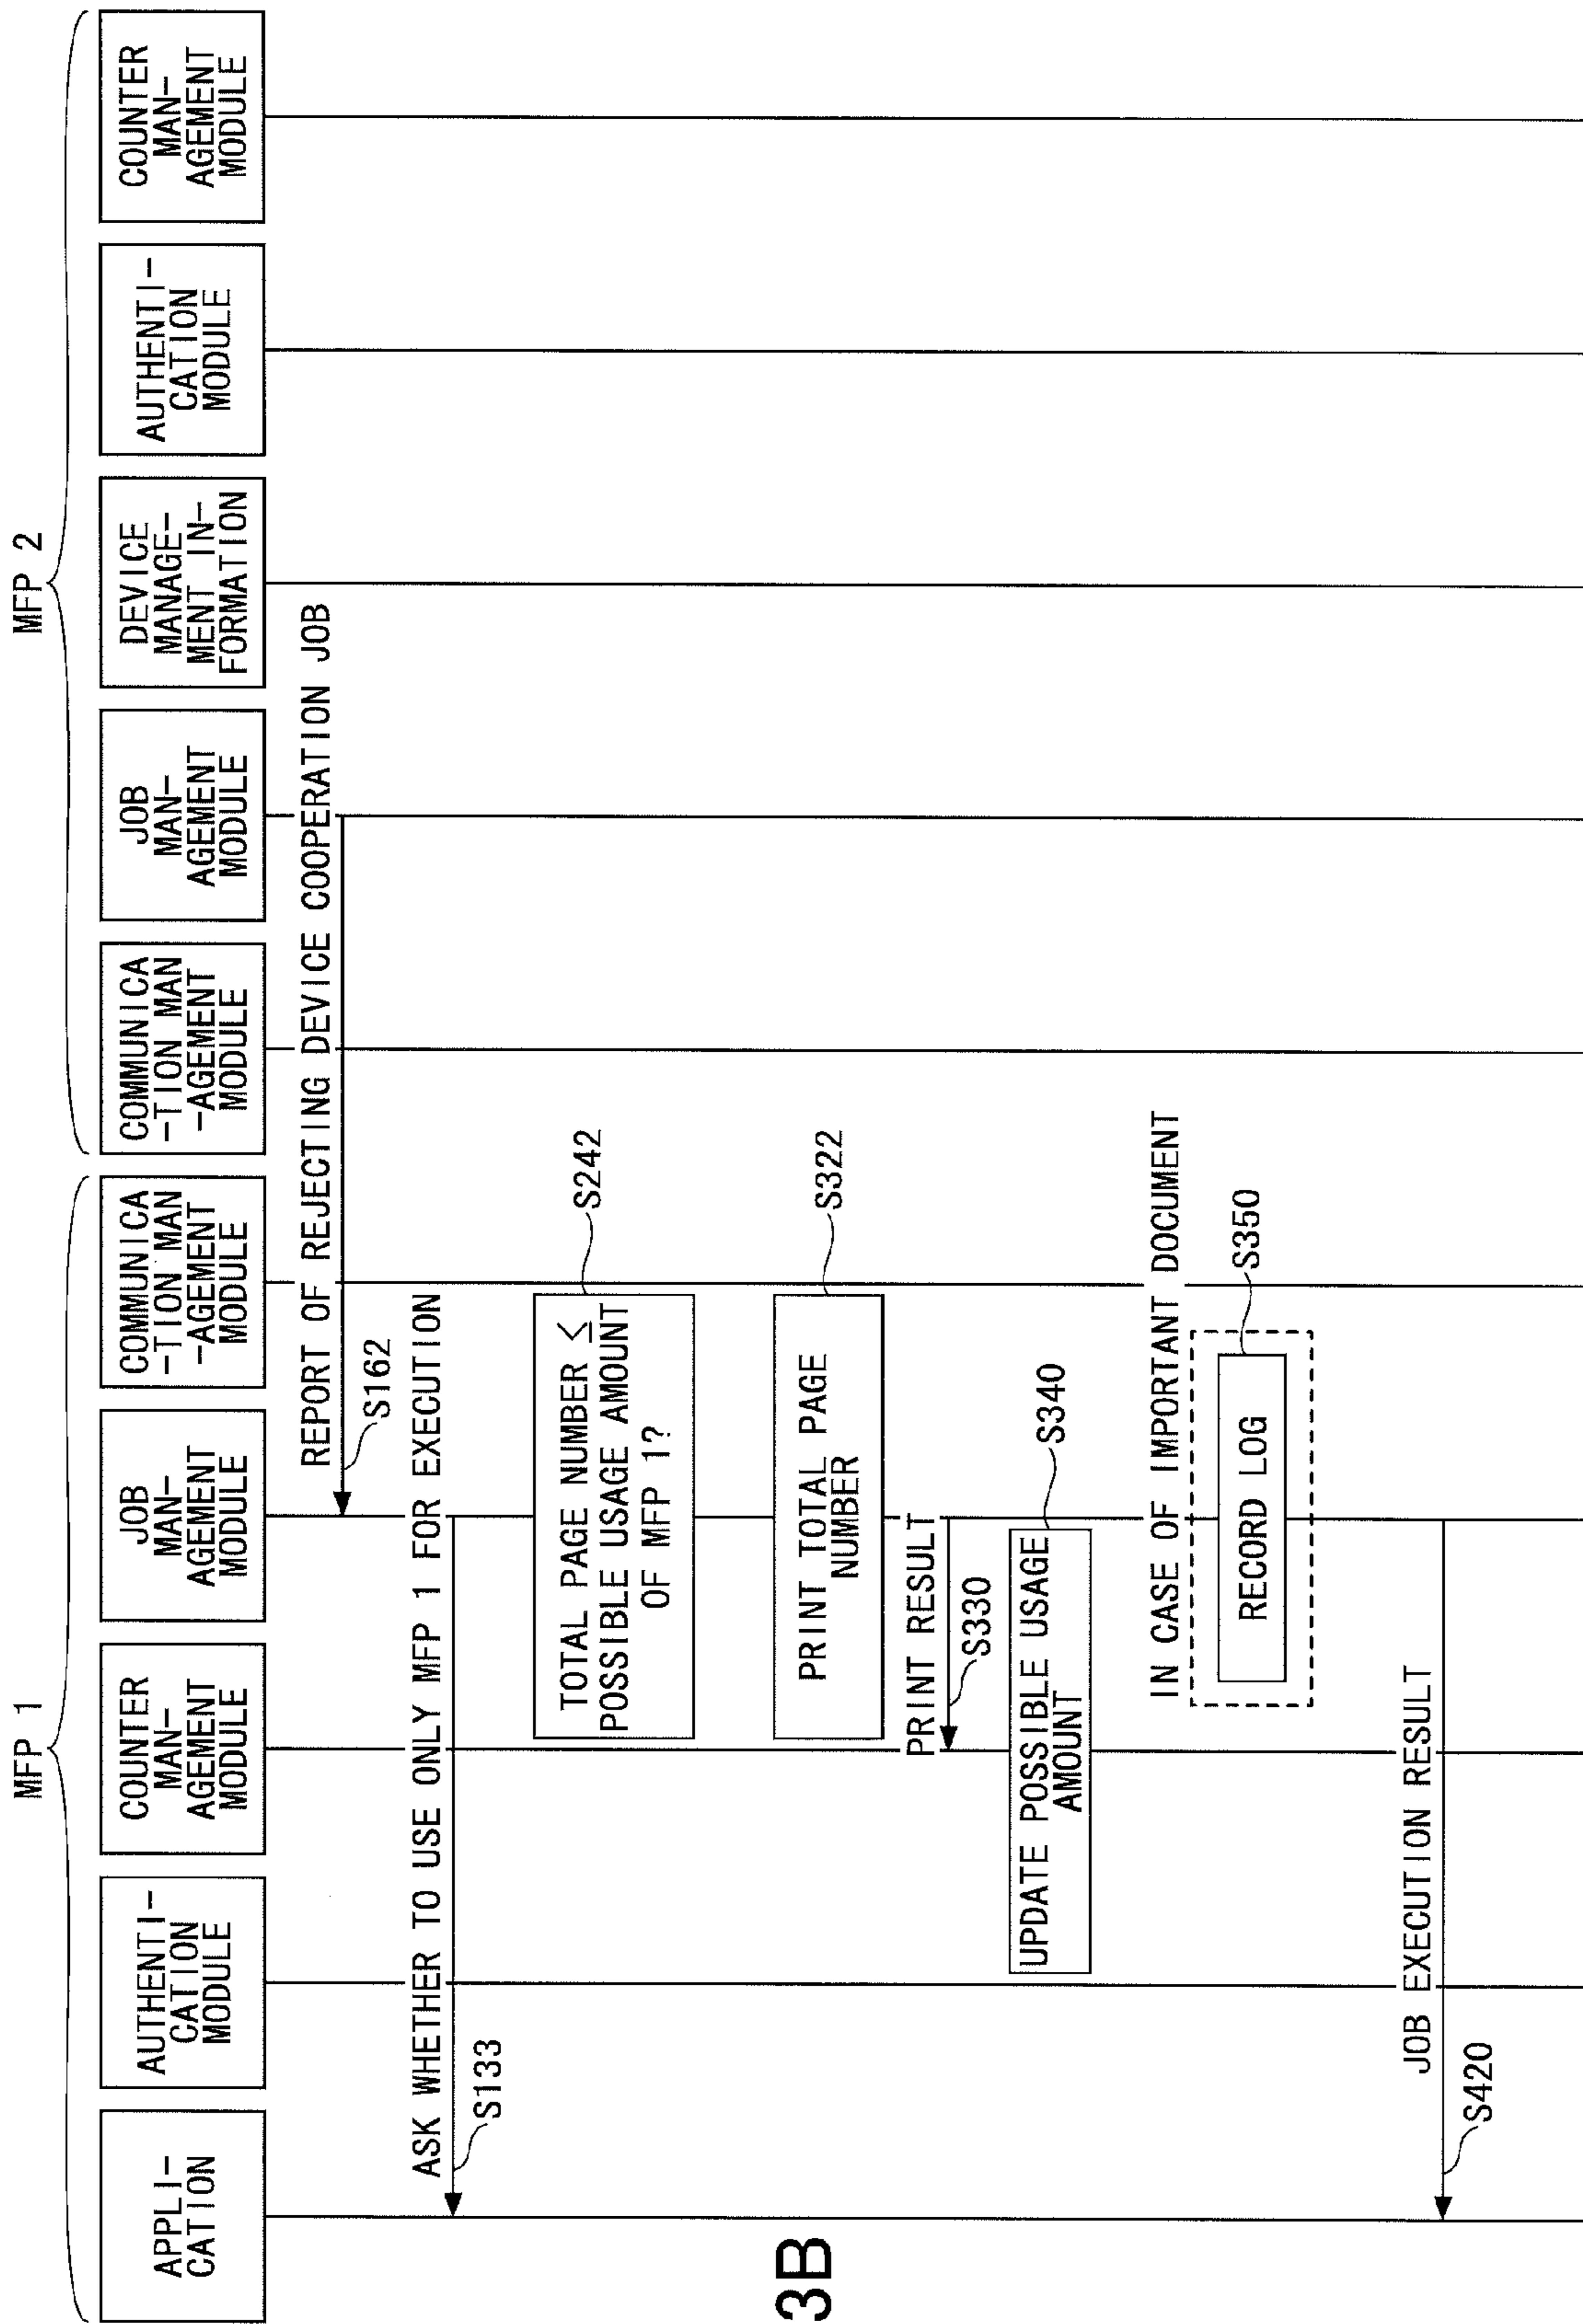 MFP 1
MFP 2
APPLI-
CATION
AUTHENTI-
CATION
MODULE
COUNTER
MAN-
AGEMENT
MODULE
JOB
MAN-
AGEMENT
MODULE
COMMUNICA
-TION MAN
-AGEMENT
MODULE
COMMUNICA
-TION MAN
-AGEMENT
MODULE
JOB
MAN-
AGEMENT
MODULE
DEVICE
MANAGE-
MENT IN-
FORMATION
AUTHENTI-
CATION
MODULE
COUNTER
MAN-
AGEMENT
MODULE
REPORT OF REJECTING DEVICE COOPERATION JOB
S162
ASK WHETHER TO USE ONLY MFP 1 FOR EXECUTION
S133
TOTAL PAGE NUMBER ≤
POSSIBLE USAGE AMOUNT
OF MFP 1?
S242
PRINT TOTAL PAGE
NUMBER
S322
PRINT RESULT
S330
UPDATE POSSIBLE USAGE
AMOUNT
S340
IN CASE OF IMPORTANT DOCUMENT
RECORD LOG
S350
JOB EXECUTION RESULT
S420
3B